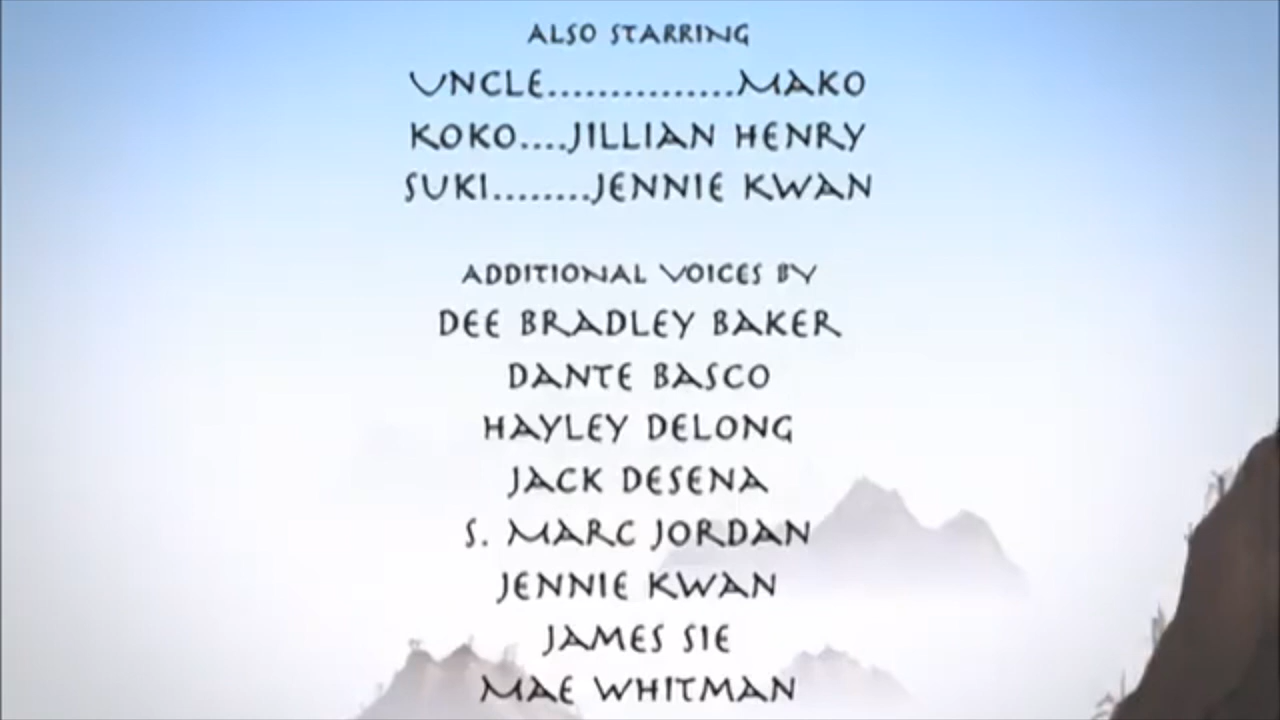 ALSO STARRING
UNCLE...............MAKO
KOKO....JILLIAN HENRY
SUKI........JENNIE KWAN
ADDITIONAL VOICES BY
DEE BRADLEY BAKER
DANTE BASCO
HAYLEY DELONG
JACK DESENA
S. MARC JORDAN
JENNIE KWAN
JAMES SIE
MAE WHITMAN